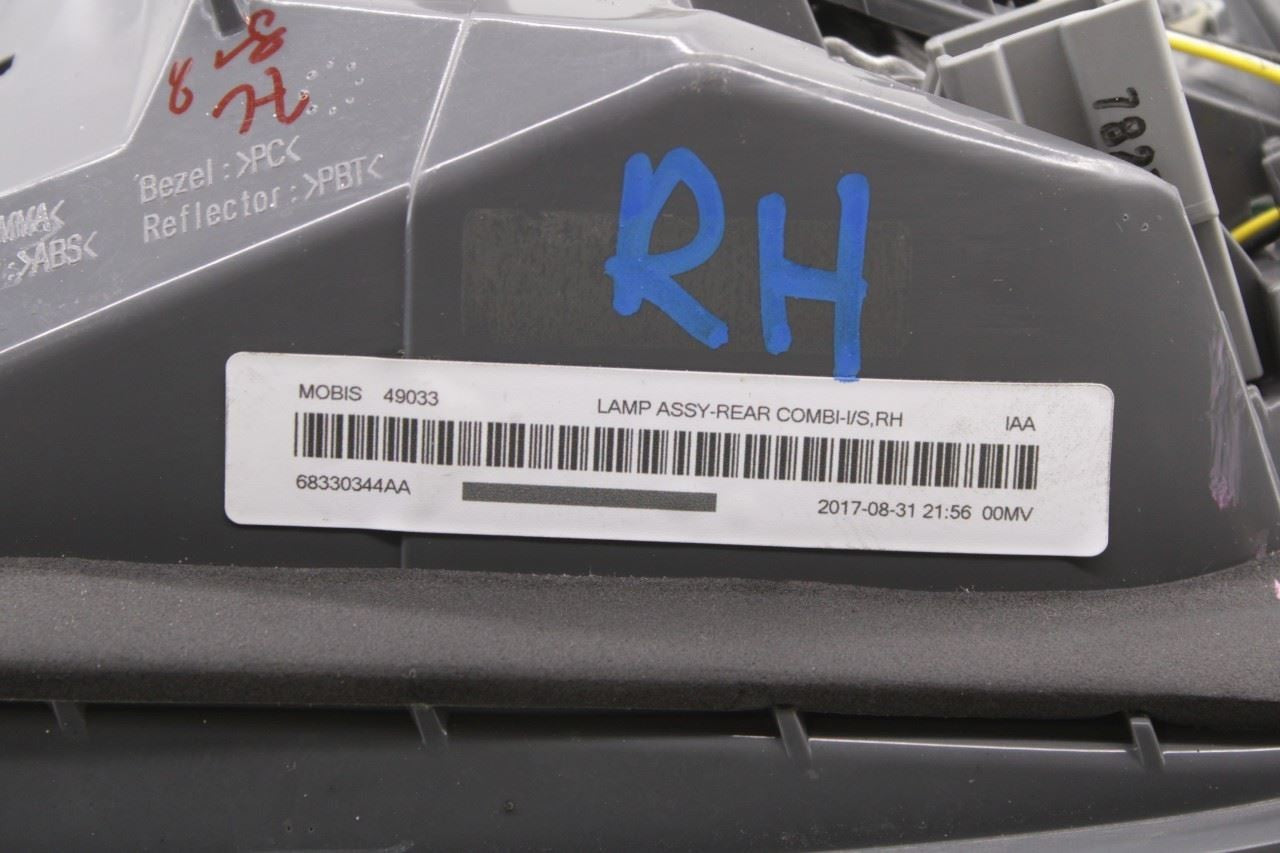 Bezel : >PC<
Reflector : >PBT<
MMA<
:>ABS<
RH
MOBIS 49033 LAMP ASSY-REAR COMBI-I/S,RH IAA
68330344AA 2017-08-31 21:56 00MV